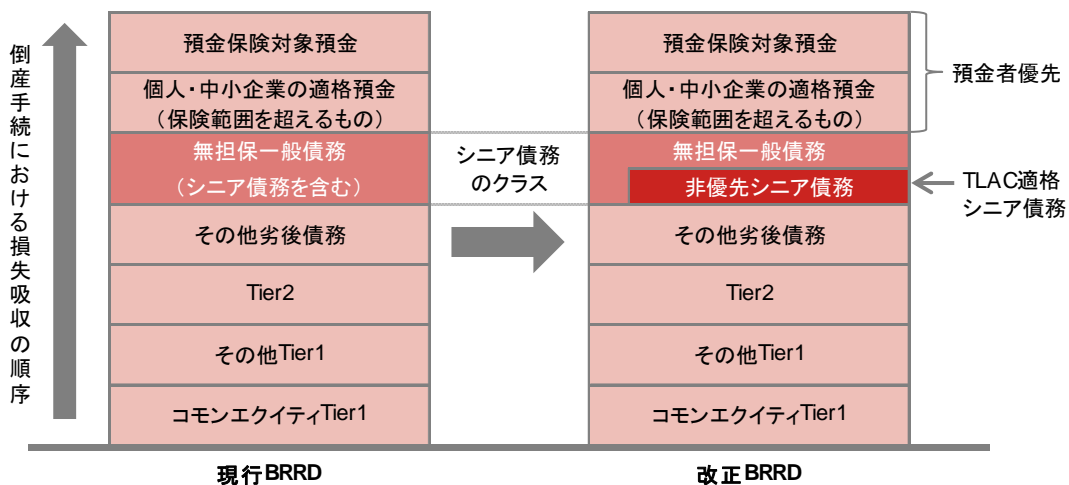 倒産手続における損失吸収の順序
預金保険対象預金
個人・中小企業の適格預金
（保険範囲を超えるもの）
無担保一般債務
（シニア債務を含む）
その他劣後債務
Tier2
その他Tier1
コモンエクイティTier1
現行BRRD
シニア債務
のクラス
預金保険対象預金
個人・中小企業の適格預金
（保険範囲を超えるもの）
無担保一般債務
非優先シニア債務
その他劣後債務
Tier2
その他Tier1
コモンエクイティTier1
改正BRRD
預金者優先
TLAC適格
シニア債務